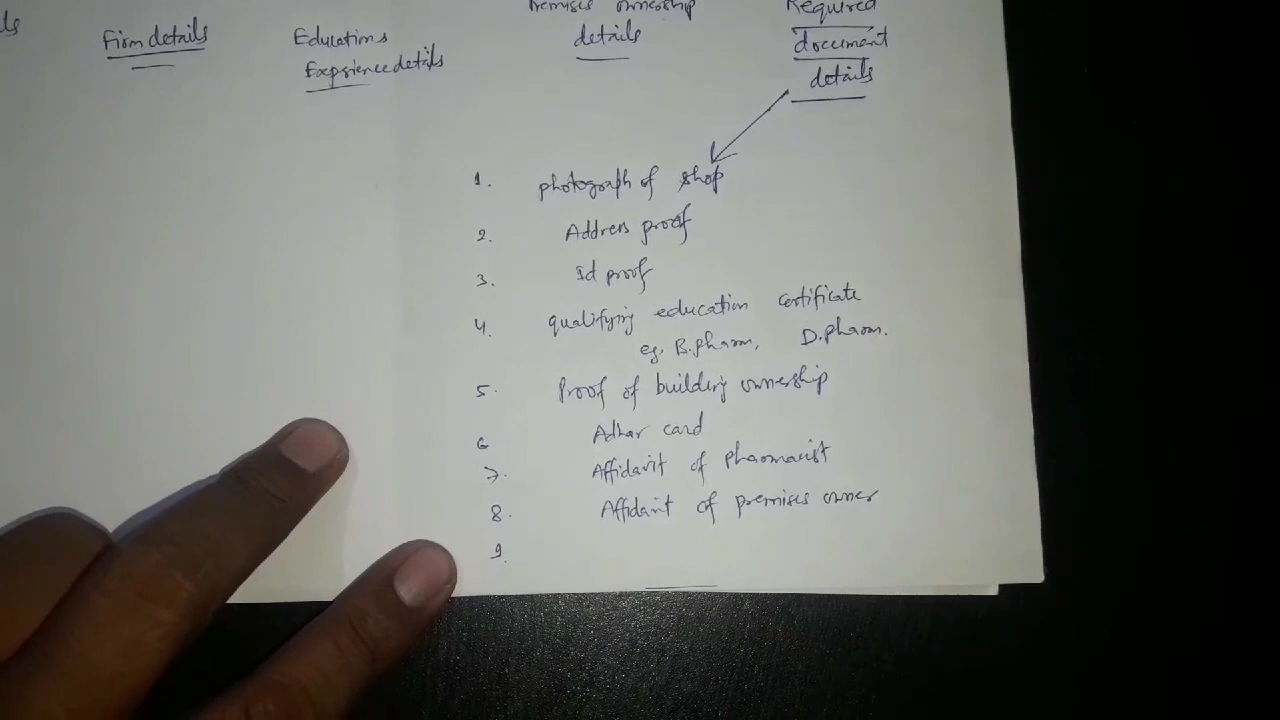 Firm details
Educations
Expsience details
Premises ownership
details
Required
document
details
1. photograph of shop
2. Address proof
3. Id proof
4. qualifying education certificate
eg. B.pharm, D.pharm.
5. Proof of building ownership
6 Adhar card
7. Affidavit of pharmacist
8. Affidavit of premises owner
9.